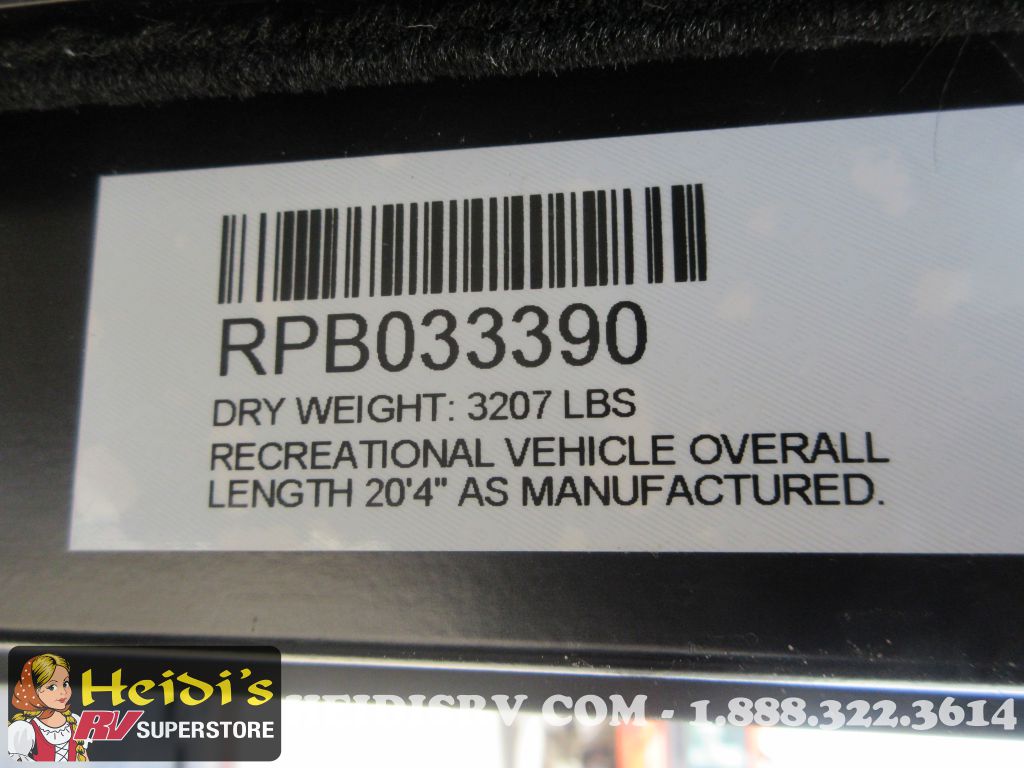 RPB033390
DRY WEIGHT: 3207 LBS
RECREATIONAL VEHICLE OVERALL
LENGTH 20'4" AS MANUFACTURED.
Heidi's
RV SUPERSTORE
HEIDISRV.COM - 1.888.322.3614